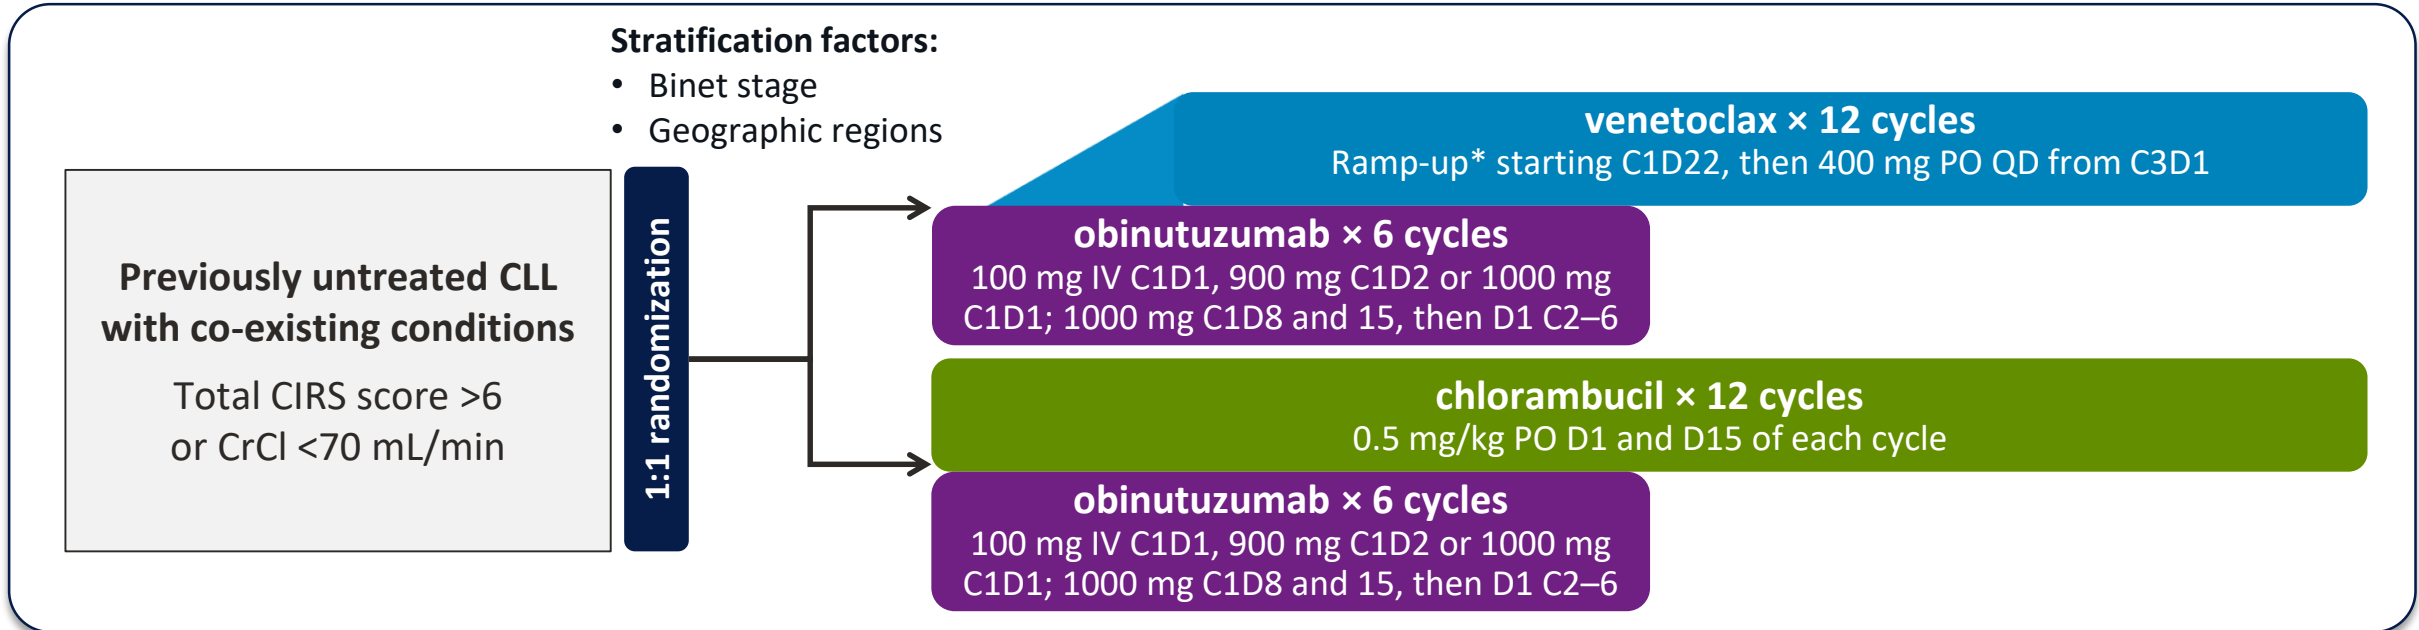 Stratification factors:
• Binet stage
• Geographic regions
Previously untreated CLL
with co-existing conditions
Total CIRS score >6
or CrCl <70 mL/min
1:1 randomization
venetoclax × 12 cycles
Ramp-up* starting C1D22, then 400 mg PO QD from C3D1
obinutuzumab × 6 cycles
100 mg IV C1D1, 900 mg C1D2 or 1000 mg
C1D1; 1000 mg C1D8 and 15, then D1 C2–6
chlorambucil × 12 cycles
0.5 mg/kg PO D1 and D15 of each cycle
obinutuzumab × 6 cycles
100 mg IV C1D1, 900 mg C1D2 or 1000 mg
C1D1; 1000 mg C1D8 and 15, then D1 C2–6